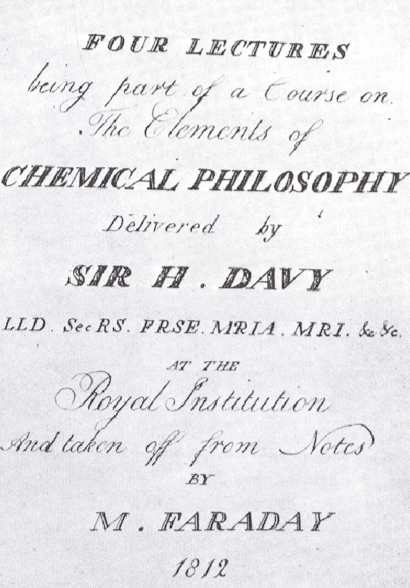 FOUR LECTURES
being part of a Course on
The Elements of
CHEMICAL PHILOSOPHY
Delivered by
SIR H. DAVY
LLD. SecRS. FRSE. MRIA. MRI. &c &c.
AT THE
Royal Institution
And taken off from Notes
BY
M. FARADAY
1812